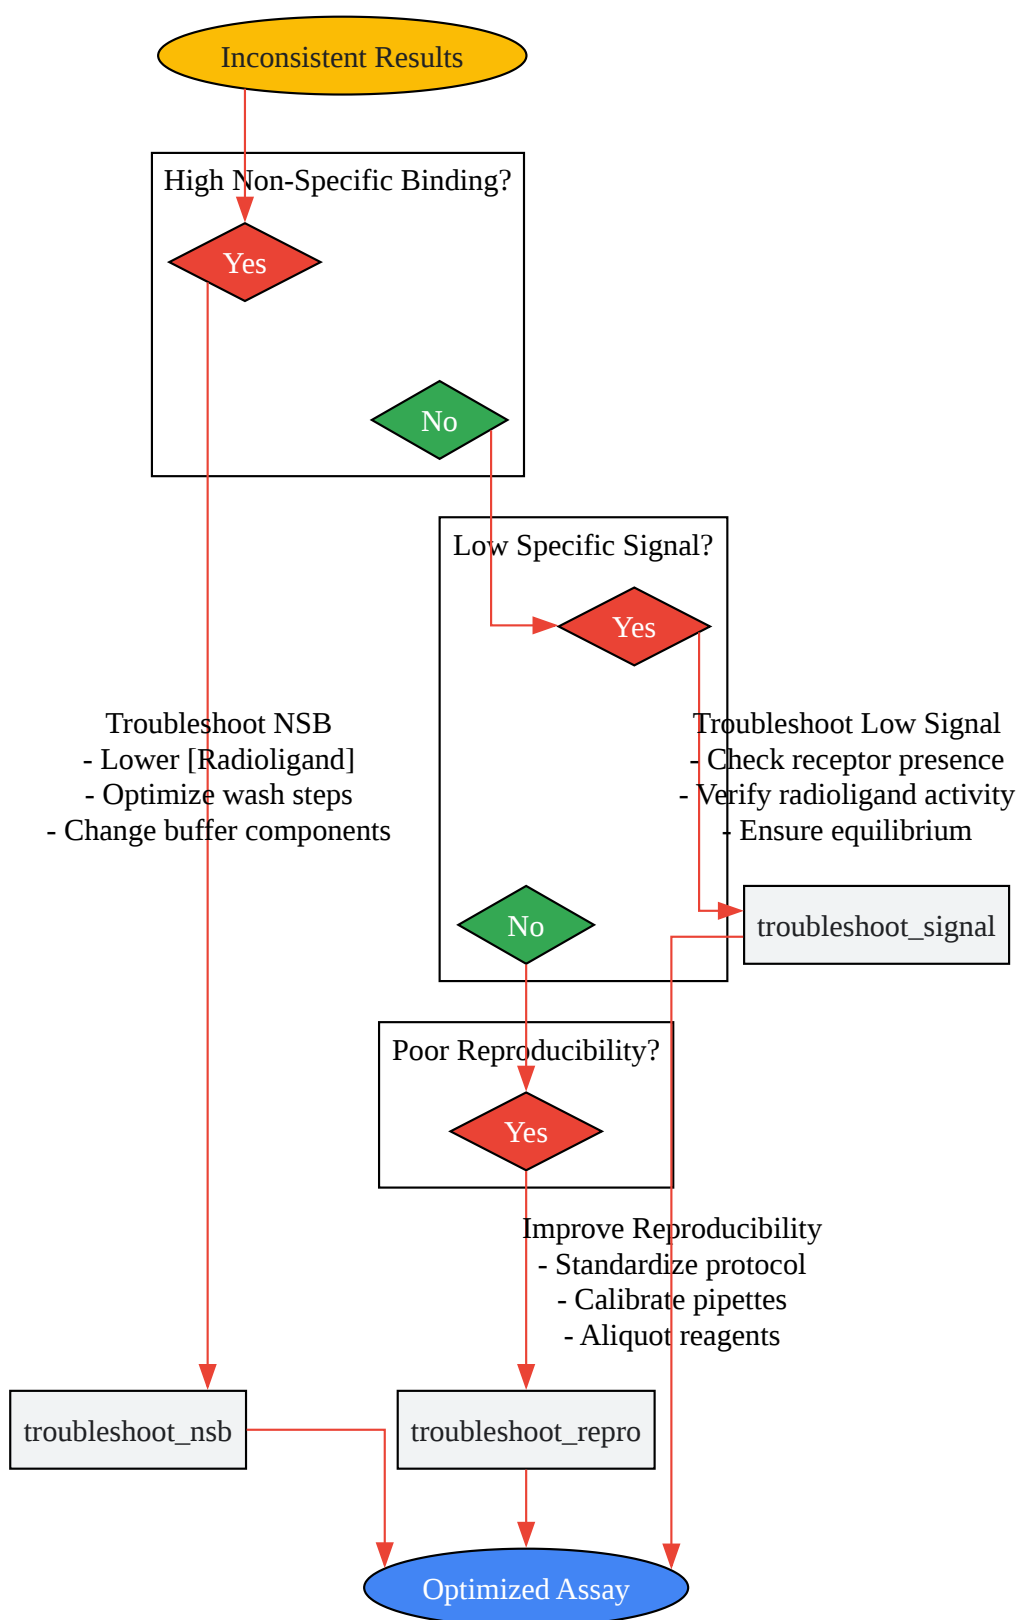 Inconsistent Results
High Non-Specific Binding?
Yes
No
Low Specific Signal?
Yes
Troubleshoot NSB
- Lower [Radioligand]
- Optimize wash steps
- Change buffer components
Troubleshoot Low Signal
- Check receptor presence
- Verify radioligand activity
- Ensure equilibrium
No
troubleshoot_signal
Poor Reproducibility?
Yes
Improve Reproducibility
- Standardize protocol
- Calibrate pipettes
- Aliquot reagents
troubleshoot_nsb
troubleshoot_repro
Optimized Assay